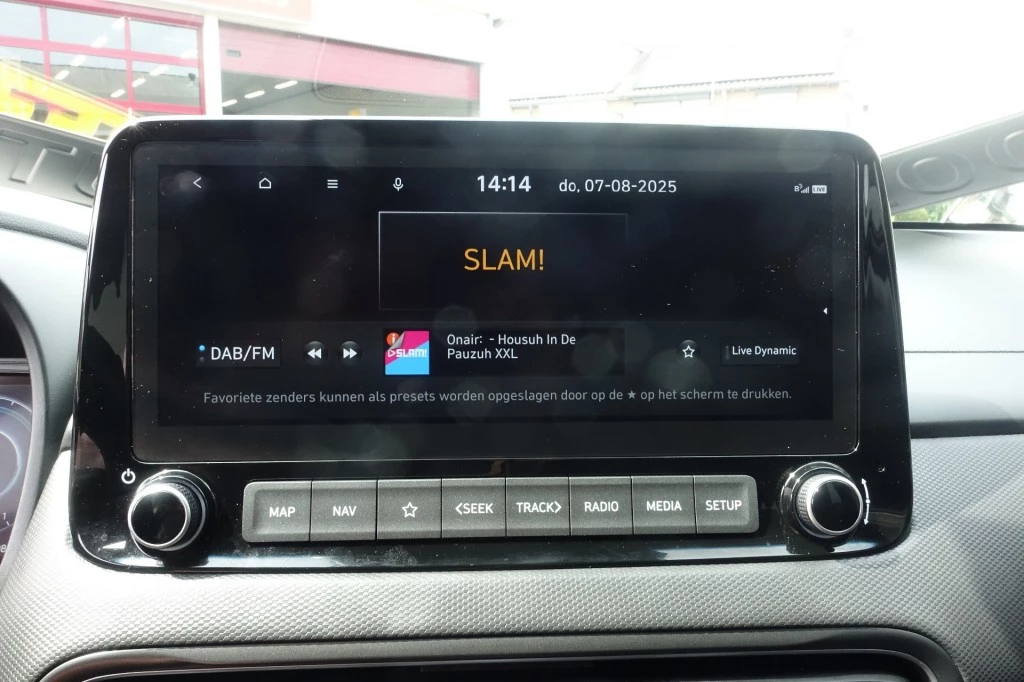 14:14 do, 07-08-2025 LIVE
SLAM!
DAB/FM
SLAM!
Onair: - Housuh In De
Pauzuh XXL
Live Dynamic
Favoriete zenders kunnen als presets worden opgeslagen door op de ★ op het scherm te drukken.
MAP NAV ☆ <SEEK TRACK> RADIO MEDIA SETUP